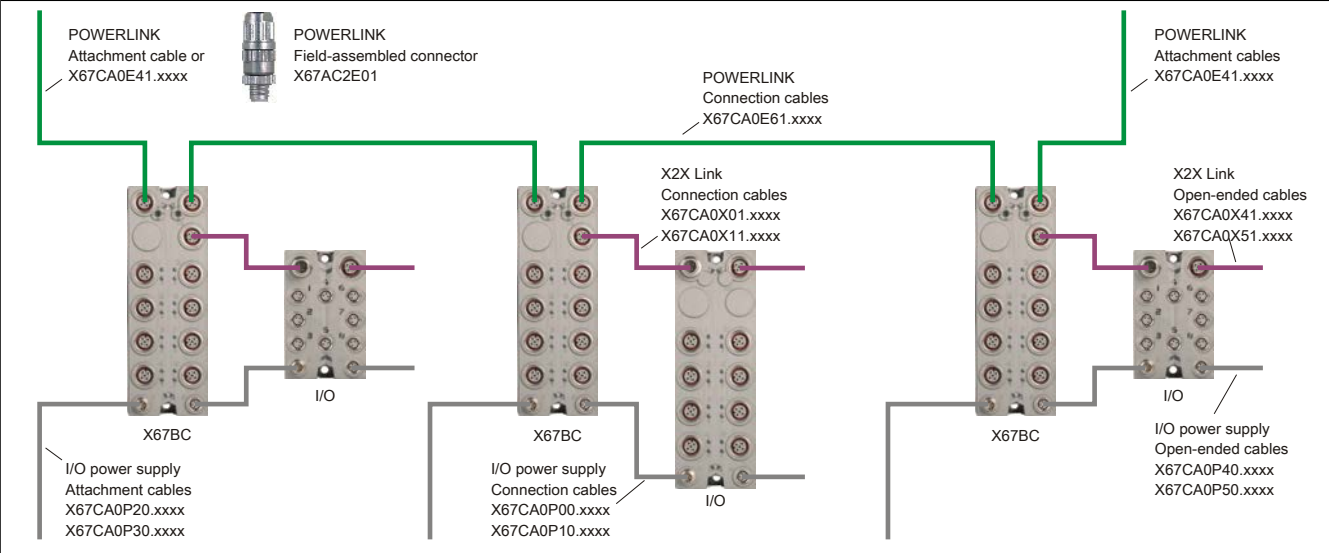 POWERLINK
Attachment cable or
X67CA0E41.xxxx
POWERLINK
Field-assembled connector
X67AC2E01
POWERLINK
Connection cables
X67CA0E61.xxxx
POWERLINK
Attachment cables
X67CA0E41.xxxx
X2X Link
Connection cables
X67CA0X01.xxxx
X67CA0X11.xxxx
X2X Link
Open-ended cables
X67CA0X41.xxxx
X67CA0X51.xxxx
I/O
X67BC
I/O power supply
Attachment cables
X67CA0P20.xxxx
X67CA0P30.xxxx
X67BC
I/O power supply
Connection cables
X67CA0P00.xxxx
X67CA0P10.xxxx
I/O
X67BC
I/O
I/O power supply
Open-ended cables
X67CA0P40.xxxx
X67CA0P50.xxxx